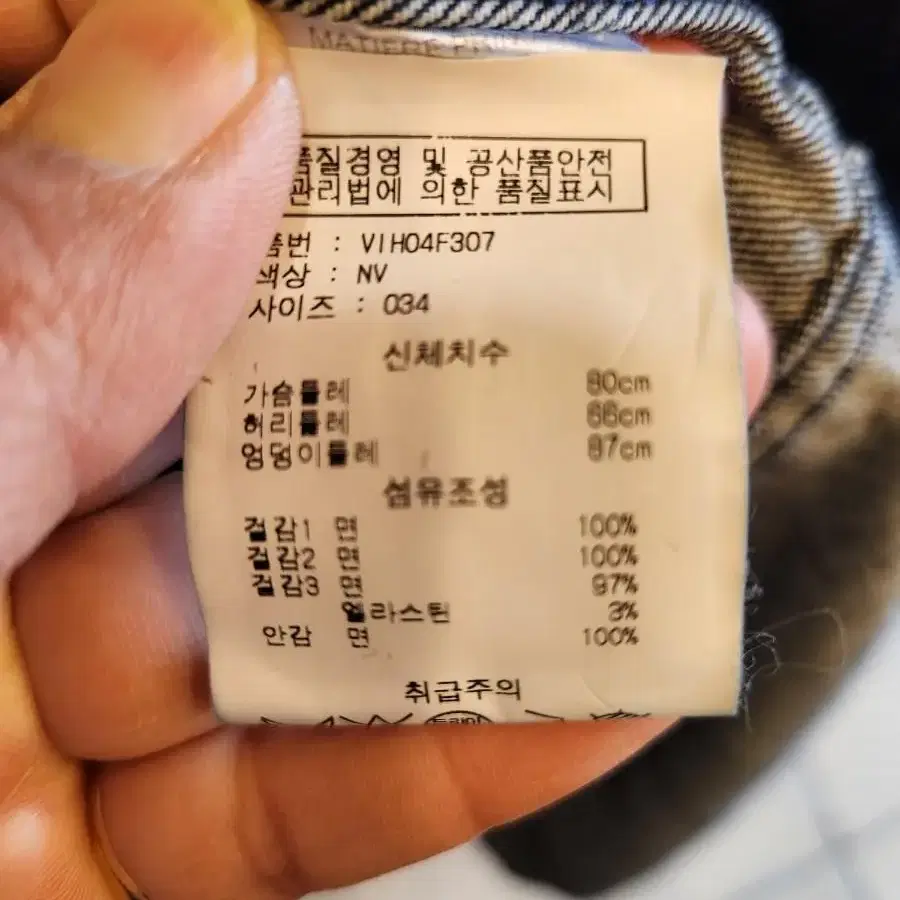 MATIERE
품질경영 및 공산품안전
관리법에 의한 품질표시
품번 : VIH04F307
색상 : NV
사이즈 : 034
신체치수
가슴둘레 80cm
허리둘레 66cm
엉덩이둘레 87cm
섬유조성
겉감1 면 100%
겉감2 면 100%
겉감3 면 97%
엘라스틴 3%
안감 면 100%
취급주의